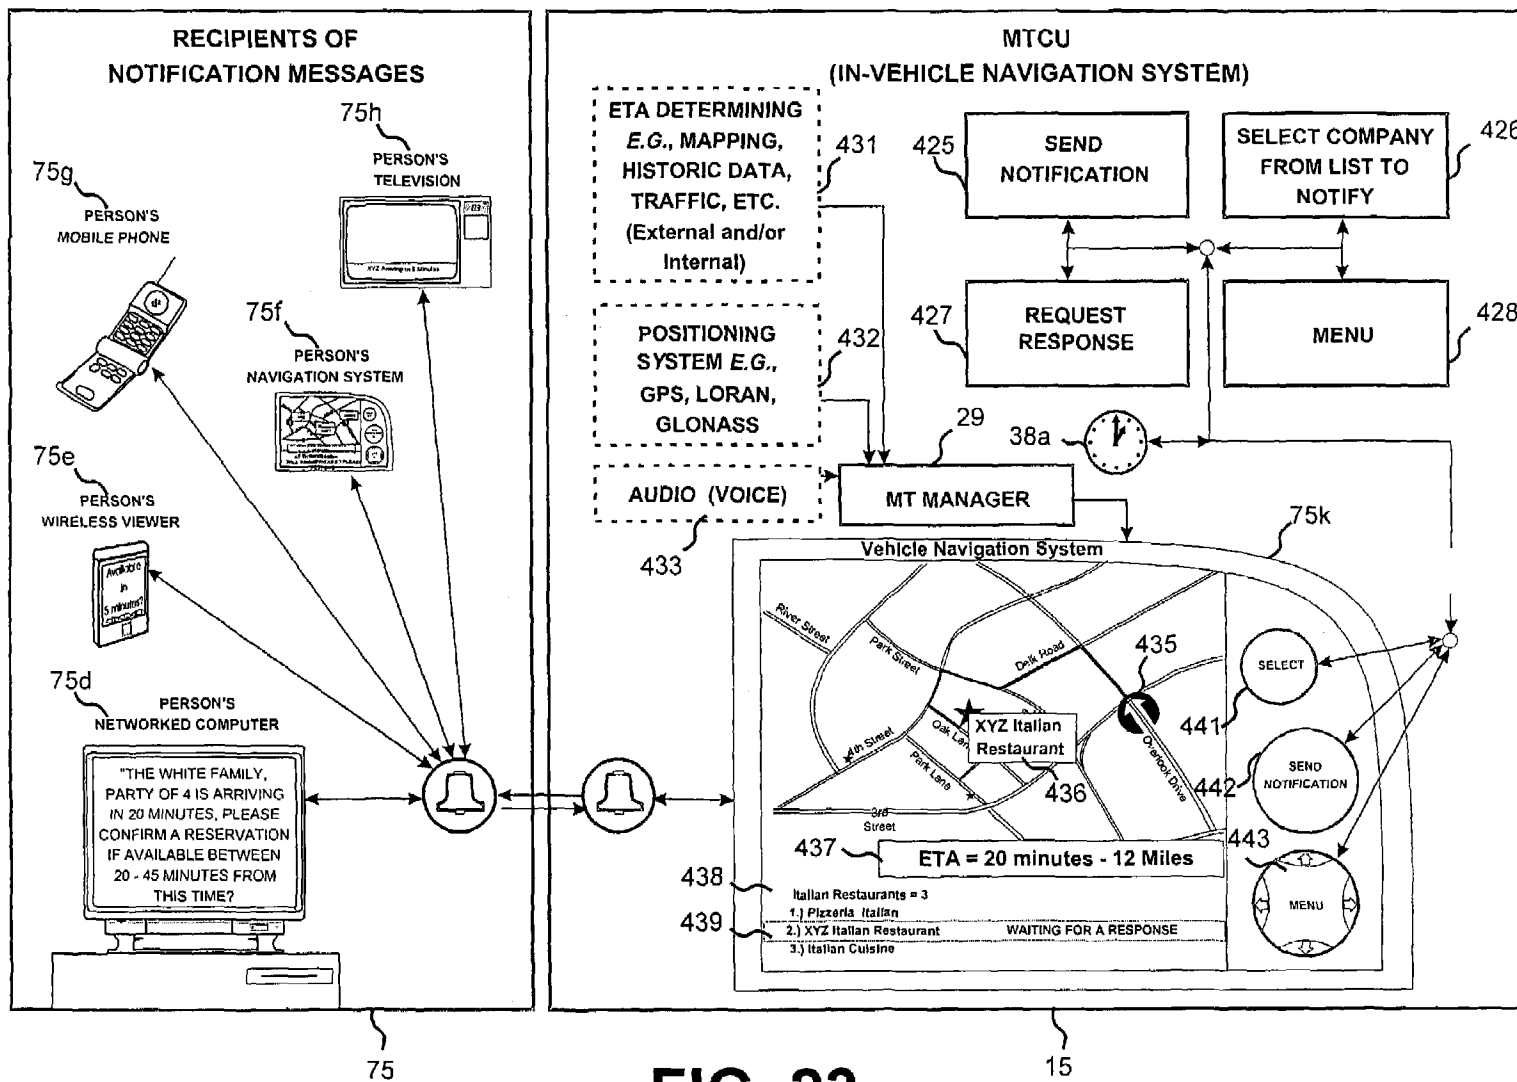 RECIPIENTS OF
NOTIFICATION MESSAGES
75h
PERSON'S
TELEVISION
XYZ Arriving in 5 Minutes
75g
PERSON'S
MOBILE PHONE
75f
PERSON'S
NAVIGATION SYSTEM
75e
PERSON'S
WIRELESS VIEWER
Available
in
5 minutes?
75d
PERSON'S
NETWORKED COMPUTER
"THE WHITE FAMILY,
PARTY OF 4 IS ARRIVING
IN 20 MINUTES, PLEASE
CONFIRM A RESERVATION
IF AVAILABLE BETWEEN
20 - 45 MINUTES FROM
THIS TIME?
75
MTCU
(IN-VEHICLE NAVIGATION SYSTEM)
ETA DETERMINING
E.G., MAPPING,
HISTORIC DATA,
TRAFFIC, ETC.
(External and/or
Internal)
431
425
SEND
NOTIFICATION
SELECT COMPANY
FROM LIST TO
NOTIFY
426
POSITIONING
SYSTEM E.G.,
GPS, LORAN,
GLONASS
432
427
REQUEST
RESPONSE
MENU
428
29
38a
AUDIO (VOICE)
433
MT MANAGER
75k
Vehicle Navigation System
River Street
Park Street
Delk Road
435
Oak Lan
XYZ Italian
Restaurant
436
4th Street
Park Lane
Overlook Drive
3rd
Street
SELECT
441
SEND
NOTIFICATION
442
443
MENU
437
ETA = 20 minutes - 12 Miles
438
Italian Restaurants = 3
1.) Pizzeria Italian
439
2.) XYZ Italian Restaurant WAITING FOR A RESPONSE
3.) Italian Cuisine
15